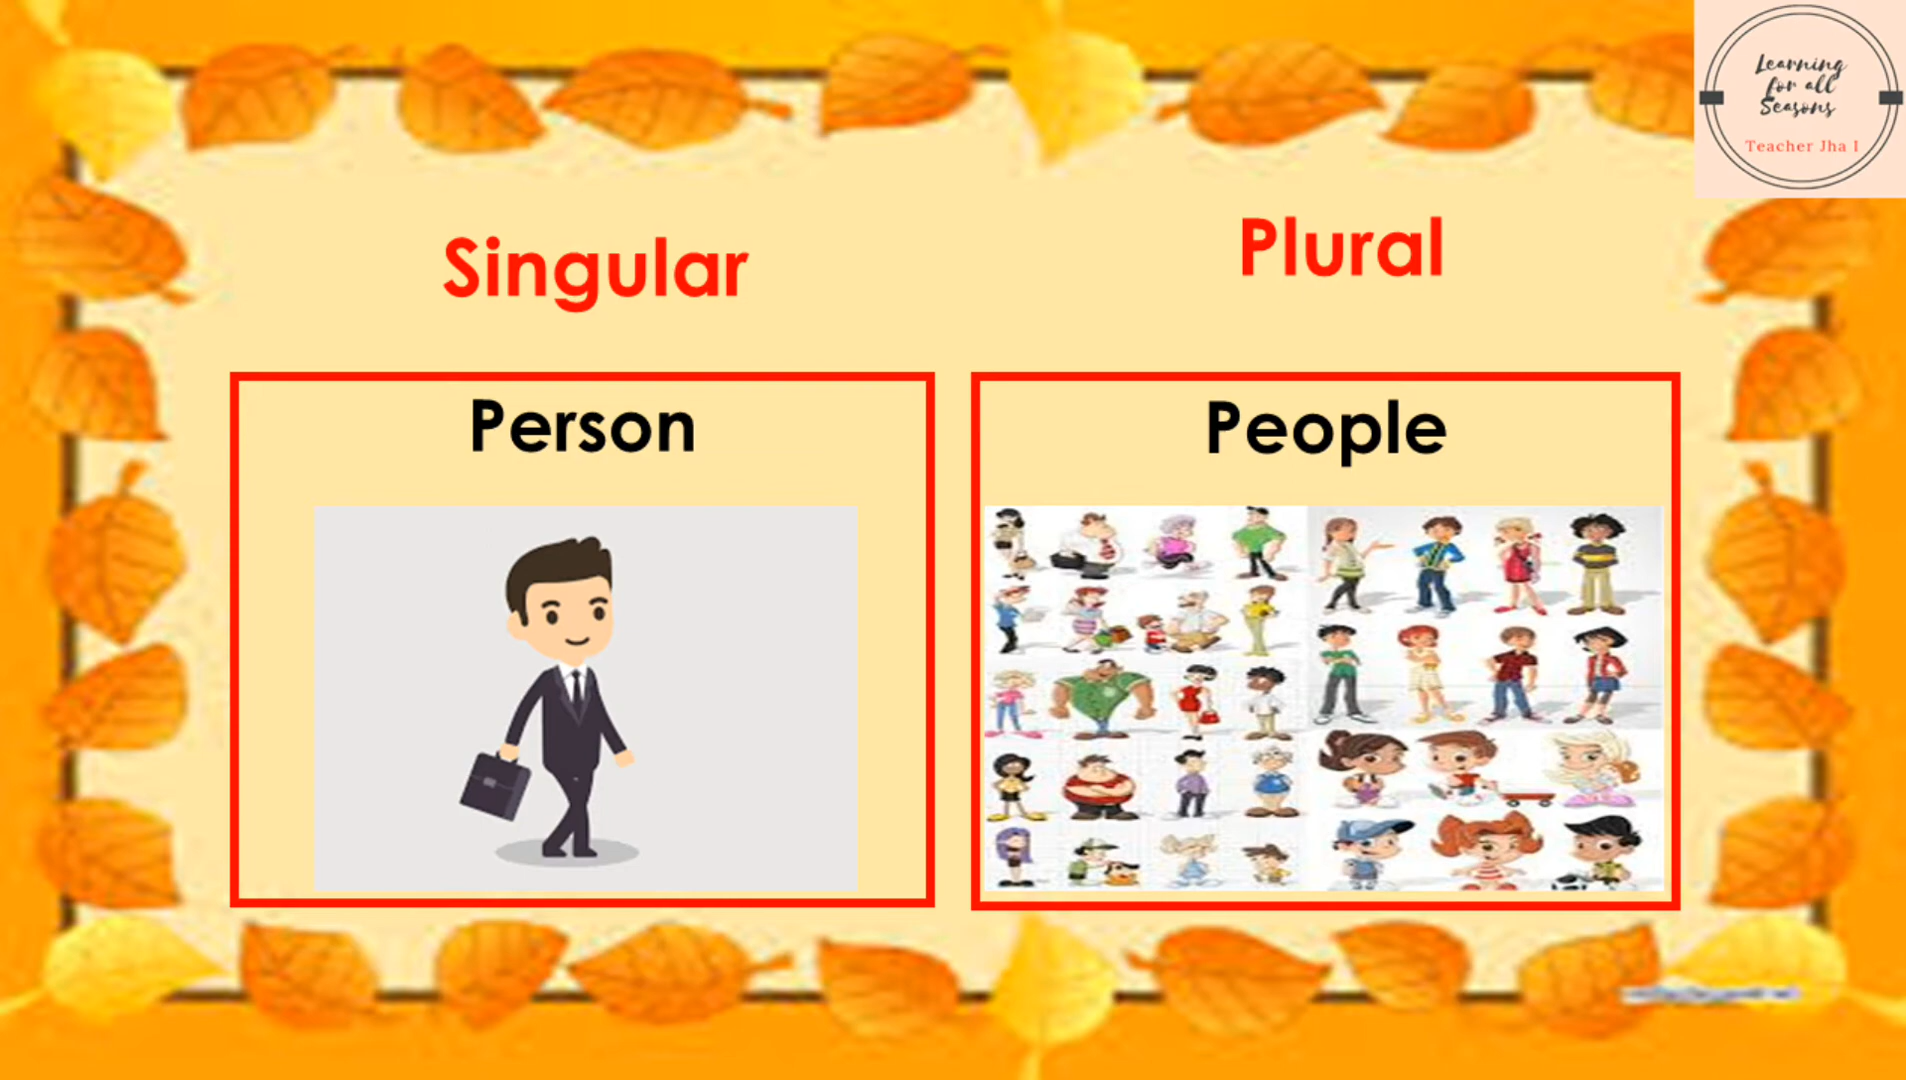 Learning
for all
Seasons
Teacher Jha I
Singular
Plural
Person
People